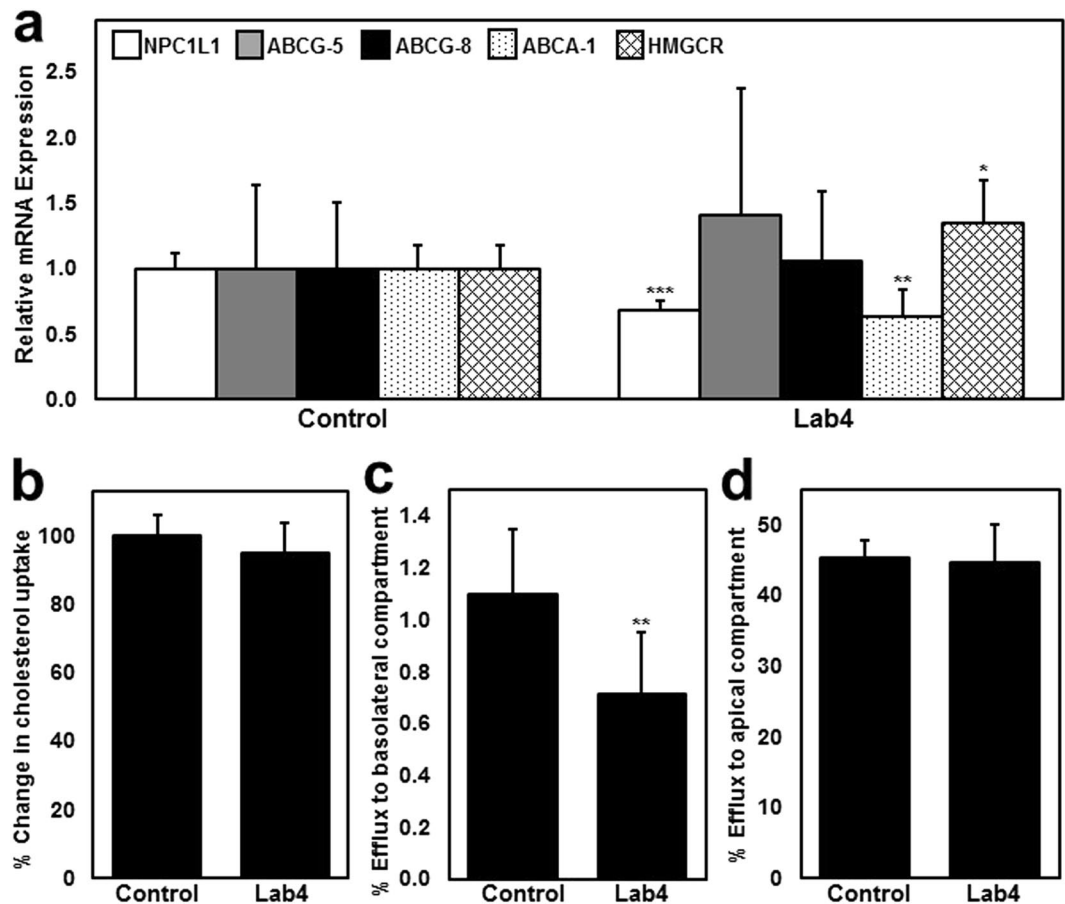 a
NPC1L1 ABCG-5 ABCG-8 ABCA-1 HMGCR
Relative mRNA Expression
2.5
2.0
1.5
1.0
0.5
0.0
***
**
*
Control Lab4
b
% Change in cholesterol uptake
100
80
60
40
20
0
Control Lab4
c
% Efflux to basolateral compartment
1.4
1.2
1.0
0.8
0.6
0.4
0.2
0.0
**
Control Lab4
d
% Efflux to apical compartment
50
40
30
20
10
0
Control Lab4